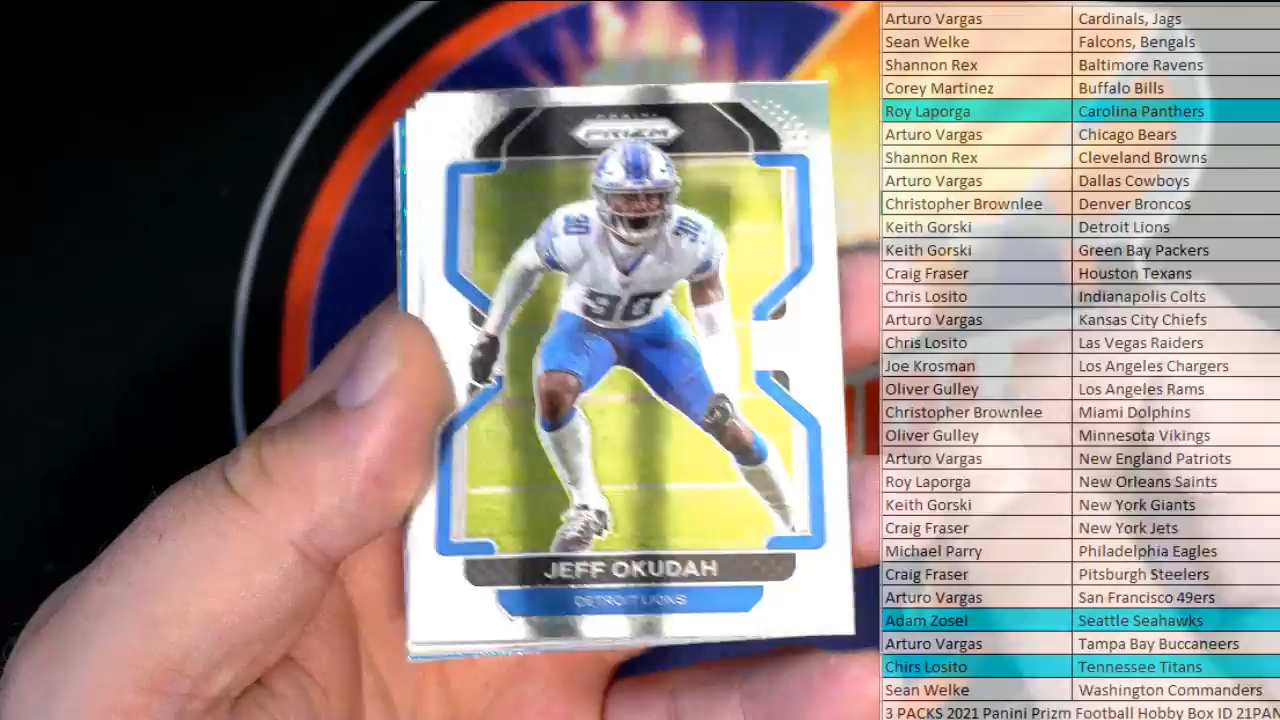 PANINI
PRIZM
30
30
90
JEFF OKUDAH
DETROIT LIONS
Arturo Vargas Cardinals, Jags
Sean Welke Falcons, Bengals
Shannon Rex Baltimore Ravens
Corey Martinez Buffalo Bills
Roy Laporga Carolina Panthers
Arturo Vargas Chicago Bears
Shannon Rex Cleveland Browns
Arturo Vargas Dallas Cowboys
Christopher Brownlee Denver Broncos
Keith Gorski Detroit Lions
Keith Gorski Green Bay Packers
Craig Fraser Houston Texans
Chris Losito Indianapolis Colts
Arturo Vargas Kansas City Chiefs
Chris Losito Las Vegas Raiders
Joe Krosman Los Angeles Chargers
Oliver Gulley Los Angeles Rams
Christopher Brownlee Miami Dolphins
Oliver Gulley Minnesota Vikings
Arturo Vargas New England Patriots
Roy Laporga New Orleans Saints
Keith Gorski New York Giants
Craig Fraser New York Jets
Michael Parry Philadelphia Eagles
Craig Fraser Pitsburgh Steelers
Arturo Vargas San Francisco 49ers
Adam Zosel Seattle Seahawks
Arturo Vargas Tampa Bay Buccaneers
Chirs Losito Tennessee Titans
Sean Welke Washington Commanders
3 PACKS 2021 Panini Prizm Football Hobby Box ID 21PAN